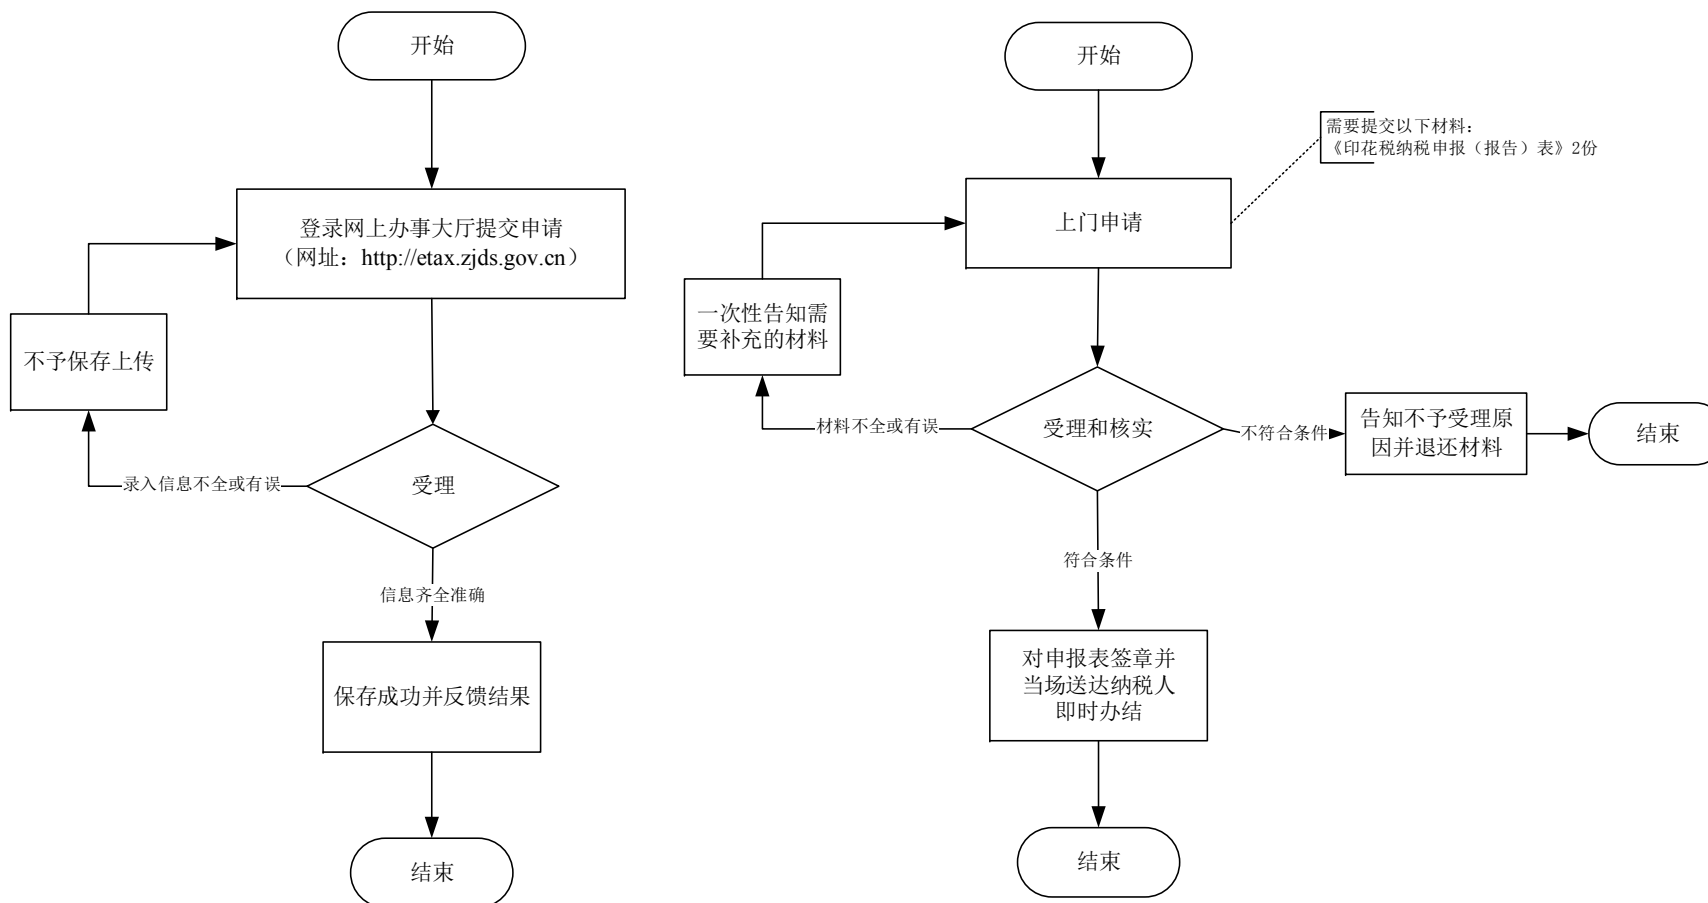 开始
登录网上办事大厅提交申请
（网址：http://etax.zjds.gov.cn）
不予保存上传
录入信息不全或有误
受理
信息齐全准确
保存成功并反馈结果
结束
开始
需要提交以下材料：
《印花税纳税申报（报告）表》2份
上门申请
一次性告知需
要补充的材料
材料不全或有误
受理和核实
不符合条件
告知不予受理原
因并退还材料
结束
符合条件
对申报表签章并
当场送达纳税人
即时办结
结束